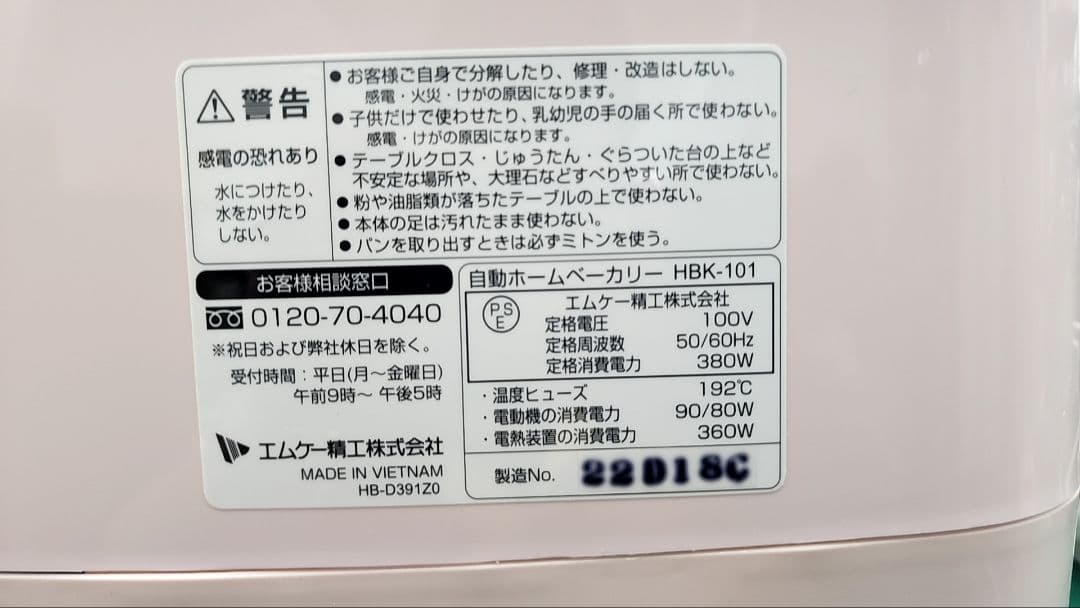 警告
感電の恐れあり
水につけたり、
水をかけたり
しない。
● お客様ご自身で分解したり、修理・改造はしない。
感電・火災・けがの原因になります。
● 子供だけで使わせたり、乳幼児の手の届く所で使わない。
感電・けがの原因になります。
● テーブルクロス・じゅうたん・ぐらついた台の上など
不安定な場所や、大理石などすべりやすい所で使わない。
● 粉や油脂類が落ちたテーブルの上で使わない。
● 本体の足は汚れたまま使わない。
● パンを取り出すときは必ずミトンを使う。
お客様相談窓口
0120-70-4040
※祝日および弊社休日を除く。
受付時間：平日(月～金曜日)
午前9時～ 午後5時
エムケー精工株式会社
MADE IN VIETNAM
HB-D391Z0
自動ホームベーカリー HBK-101
PSE
エムケー精工株式会社
定格電圧 100V
定格周波数 50/60Hz
定格消費電力 380W
・温度ヒューズ 192℃
・電動機の消費電力 90/80W
・電熱装置の消費電力 360W
製造No. 22D18C